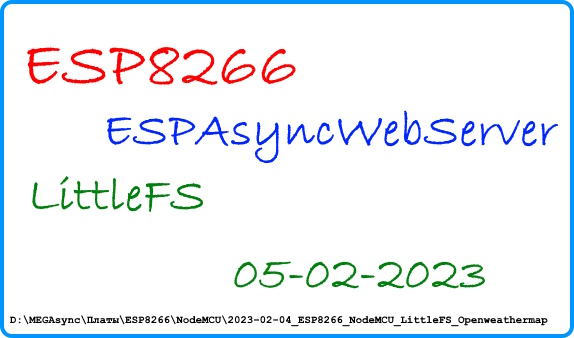 ESP8266
ESPAsyncWebServer
LittleFS
05-02-2023
D:\MEGAsync\Платы\ESP8266\NodeMCU\2023-02-04_ESP8266_NodeMCU_LittleFS_Openweathermap